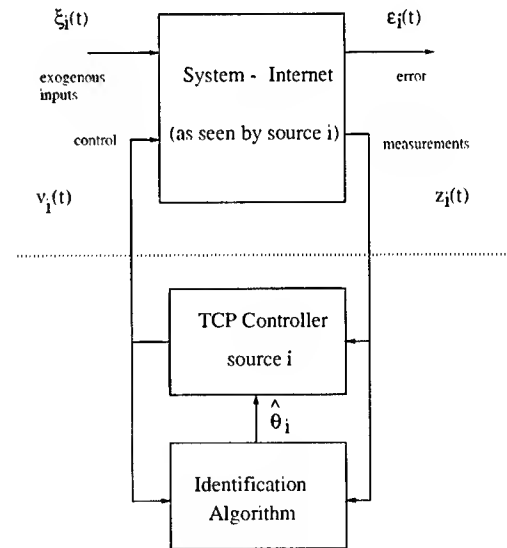 ξi(t)
εi(t)
System - Internet
exogenous
inputs
error
control
(as seen by source i)
measurements
νi(t)
zi(t)
TCP Controller
source i
θ̂i
Identification
Algorithm